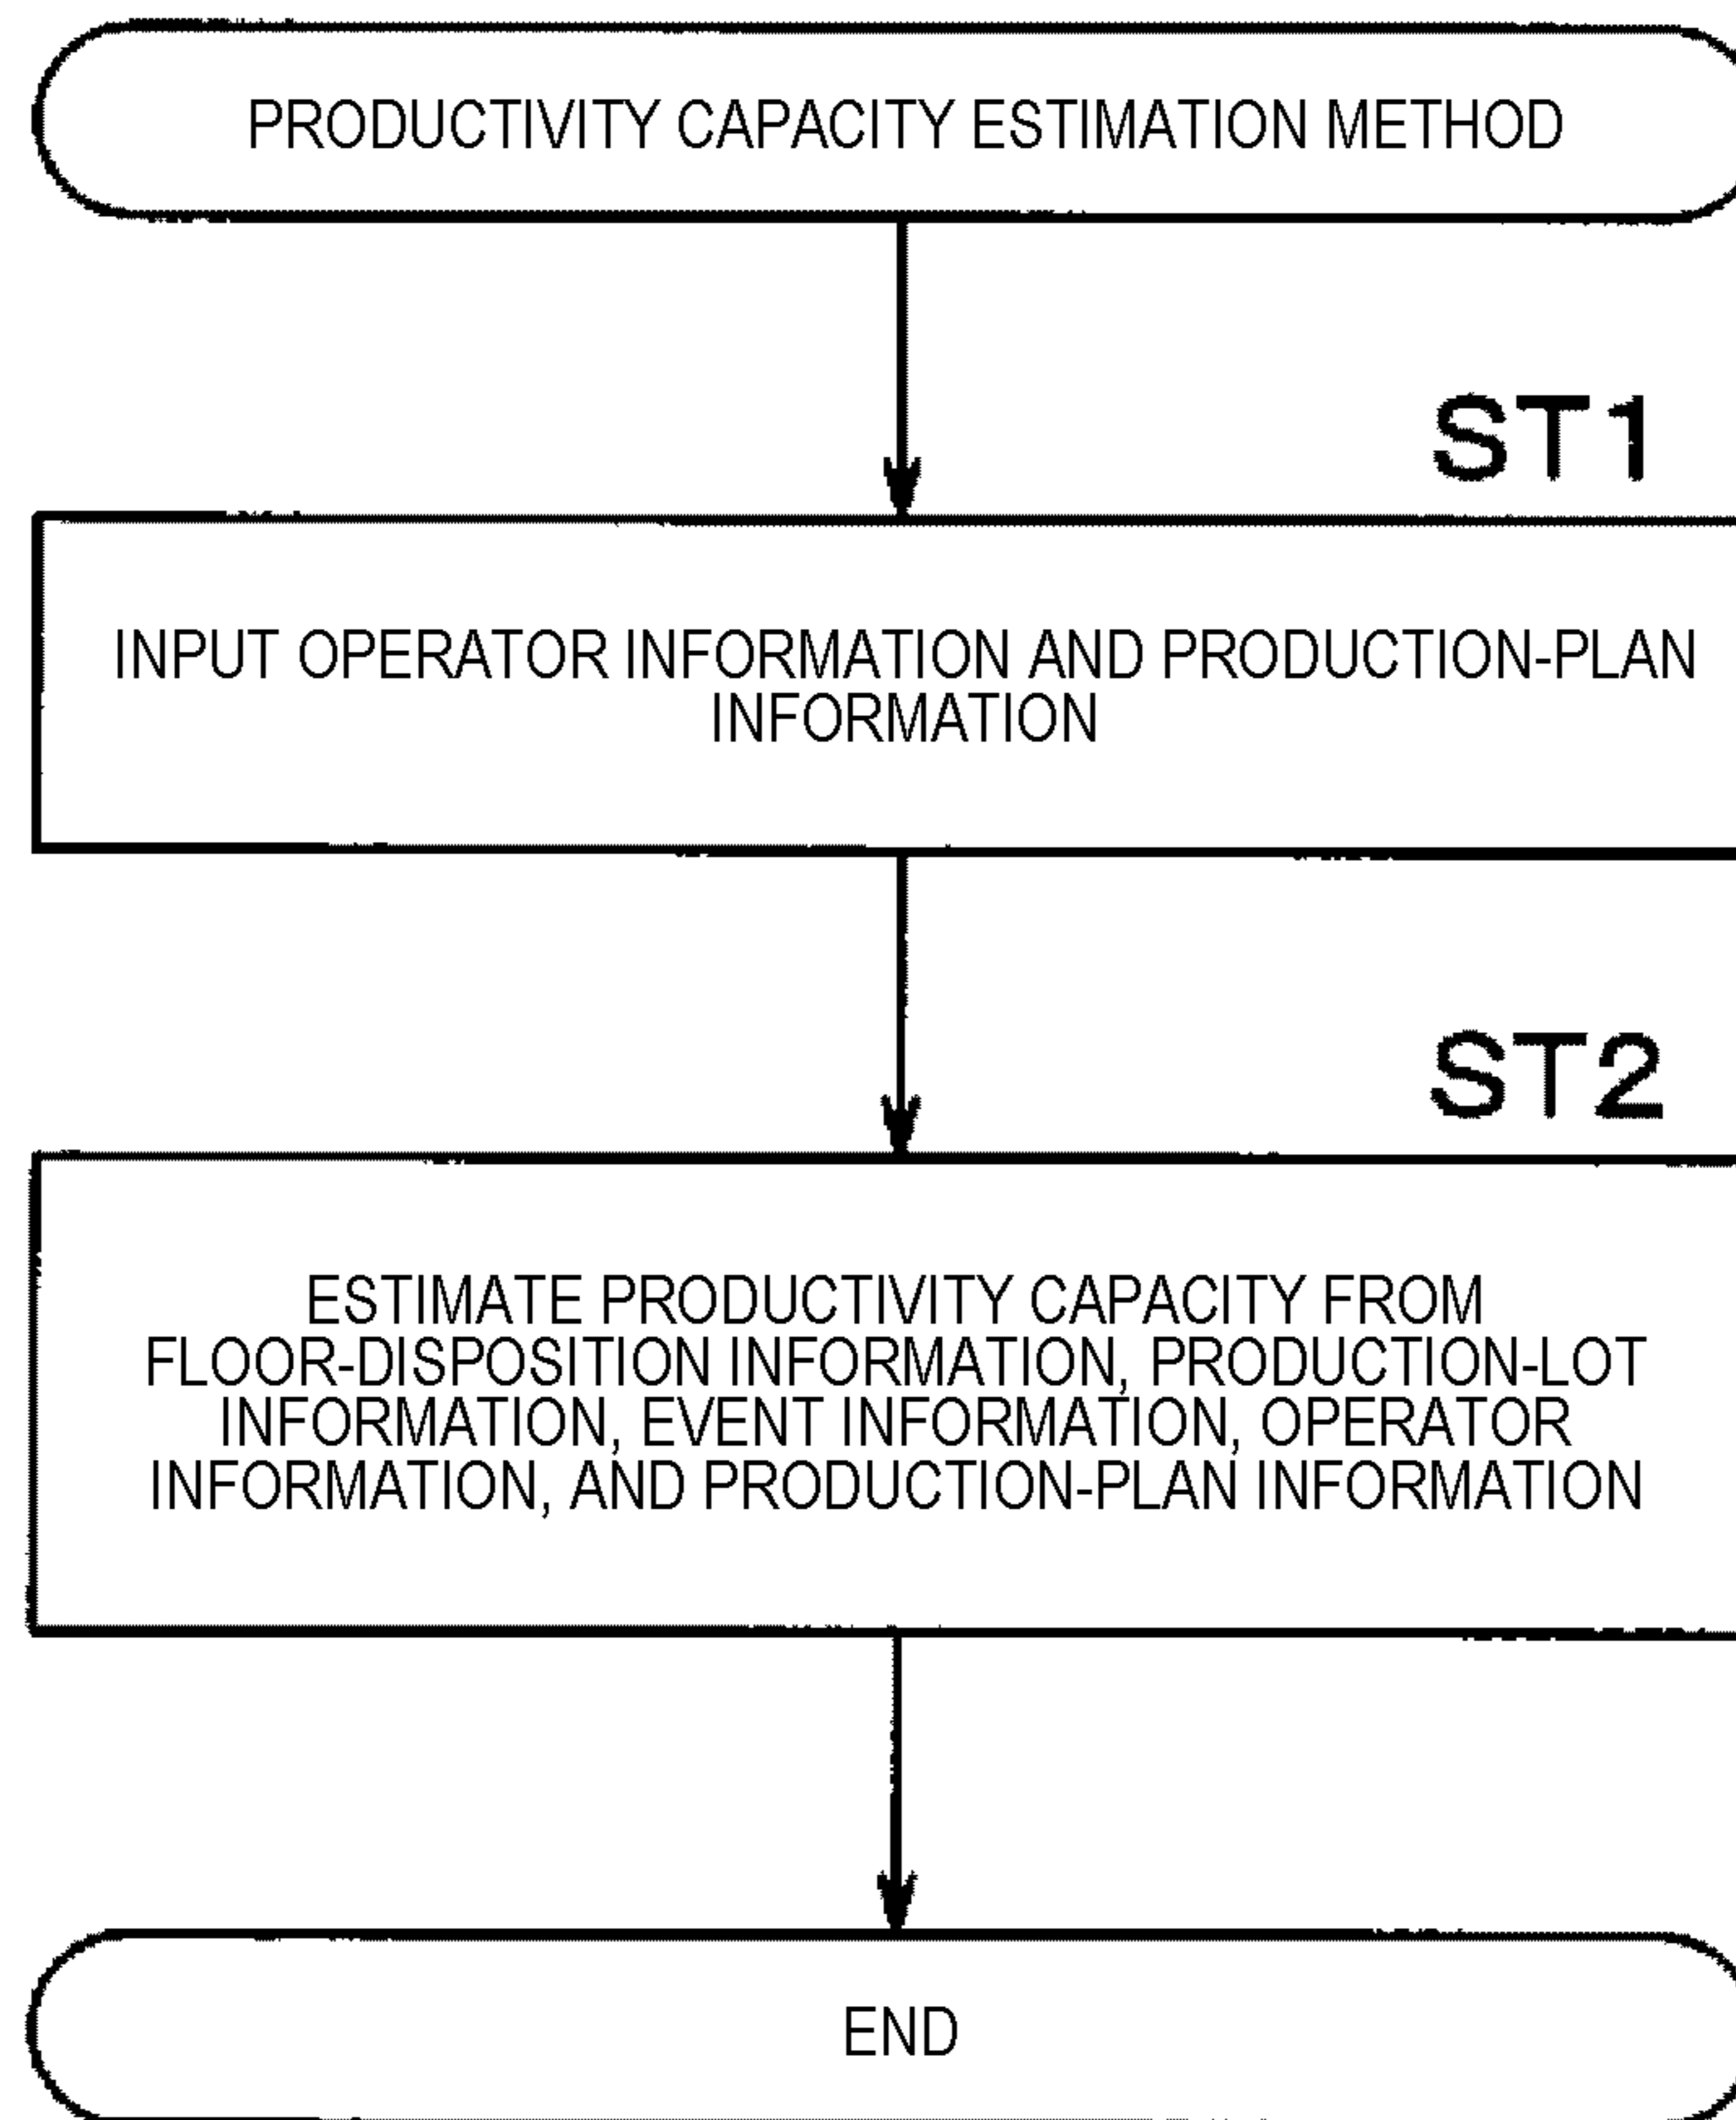 PRODUCTIVITY CAPACITY ESTIMATION METHOD
ST1
INPUT OPERATOR INFORMATION AND PRODUCTION-PLAN
INFORMATION
ST2
ESTIMATE PRODUCTIVITY CAPACITY FROM
FLOOR-DISPOSITION INFORMATION, PRODUCTION-LOT
INFORMATION, EVENT INFORMATION, OPERATOR
INFORMATION, AND PRODUCTION-PLAN INFORMATION
END